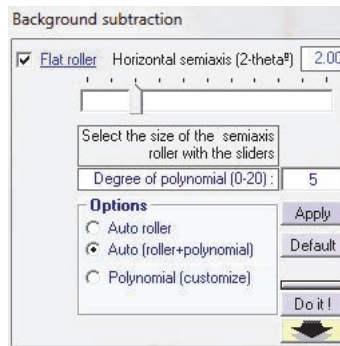 Background subtraction
Flat roller Horizontal semiaxis (2-thetaº) 2.00
Select the size of the semiaxis
roller with the sliders
Degree of polynomial (0-20) : 5
Options
Apply
Auto roller
Auto (roller+polynomial)
Default
Polynomial (customize)
Do it !